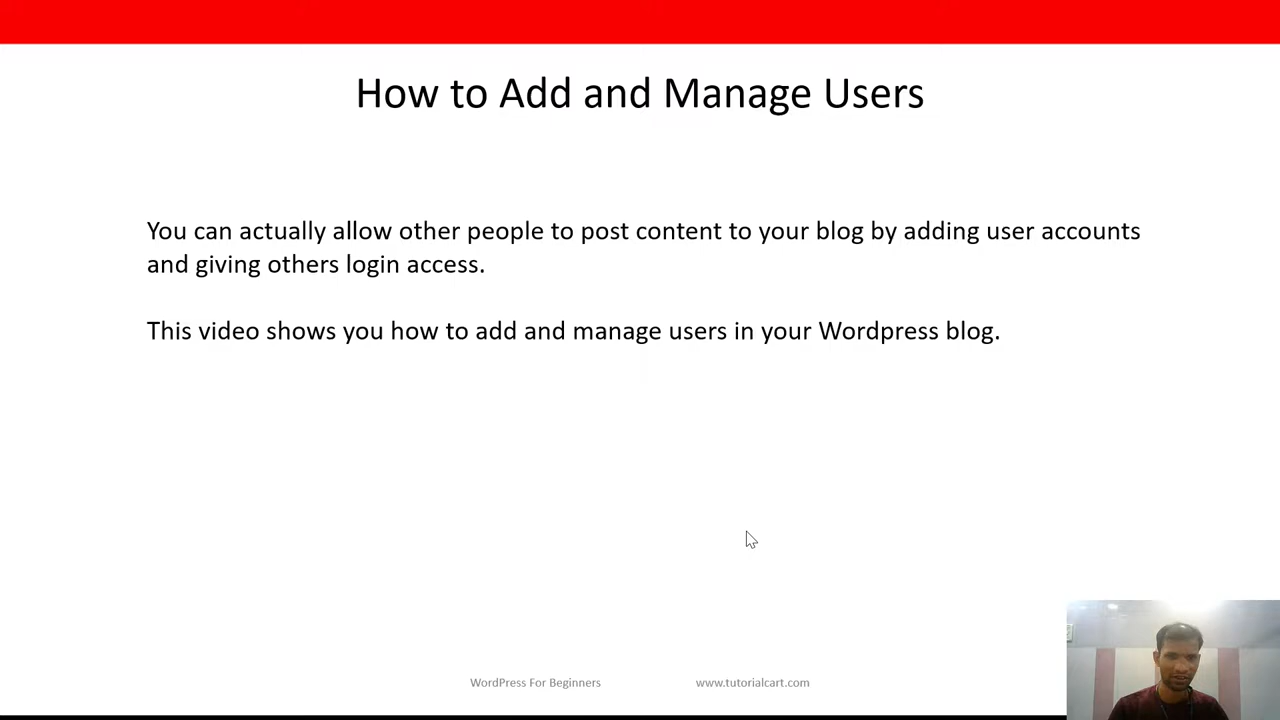 How to Add and Manage Users
You can actually allow other people to post content to your blog by adding user accounts
and giving others login access.
This video shows you how to add and manage users in your Wordpress blog.
WordPress For Beginners
www.tutorialcart.com